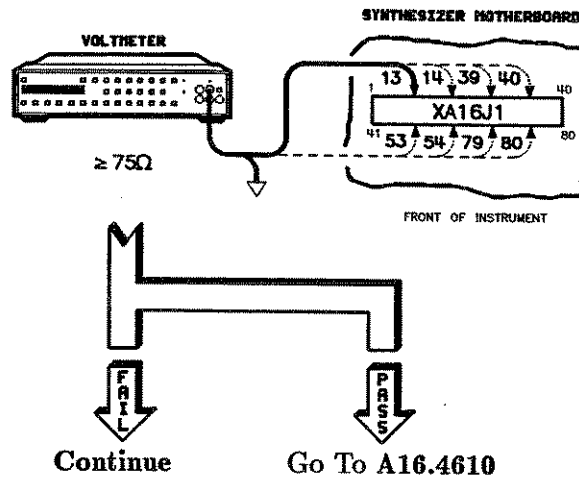 SYNTHESIZER MOTHERBOARD
VOLTMETER
13 14 39 40
1 40
XA16J1
41 80
53 54 79 80
≥ 75Ω
FRONT OF INSTRUMENT
FAIL
PASS
Continue
Go To A16.4610